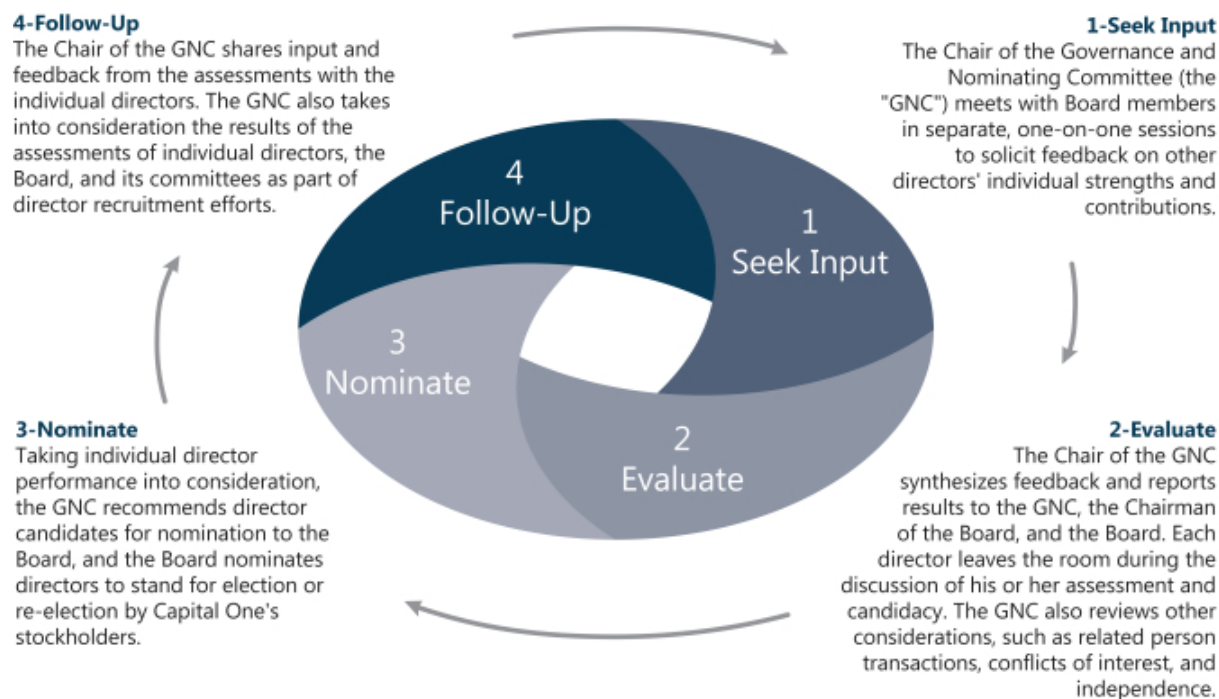 4-Follow-Up
The Chair of the GNC shares input and
feedback from the assessments with the
individual directors. The GNC also takes
into consideration the results of the
assessments of individual directors, the
Board, and its committees as part of
director recruitment efforts.
1-Seek Input
The Chair of the Governance and
Nominating Committee (the
"GNC") meets with Board members
in separate, one-on-one sessions
to solicit feedback on other
directors' individual strengths and
contributions.
4
Follow-Up
1
Seek Input
3
Nominate
2
Evaluate
3-Nominate
Taking individual director
performance into consideration,
the GNC recommends director
candidates for nomination to the
Board, and the Board nominates
directors to stand for election or
re-election by Capital One's
stockholders.
2-Evaluate
The Chair of the GNC
synthesizes feedback and reports
results to the GNC, the Chairman
of the Board, and the Board. Each
director leaves the room during the
discussion of his or her assessment and
candidacy. The GNC also reviews other
considerations, such as related person
transactions, conflicts of interest, and
independence.